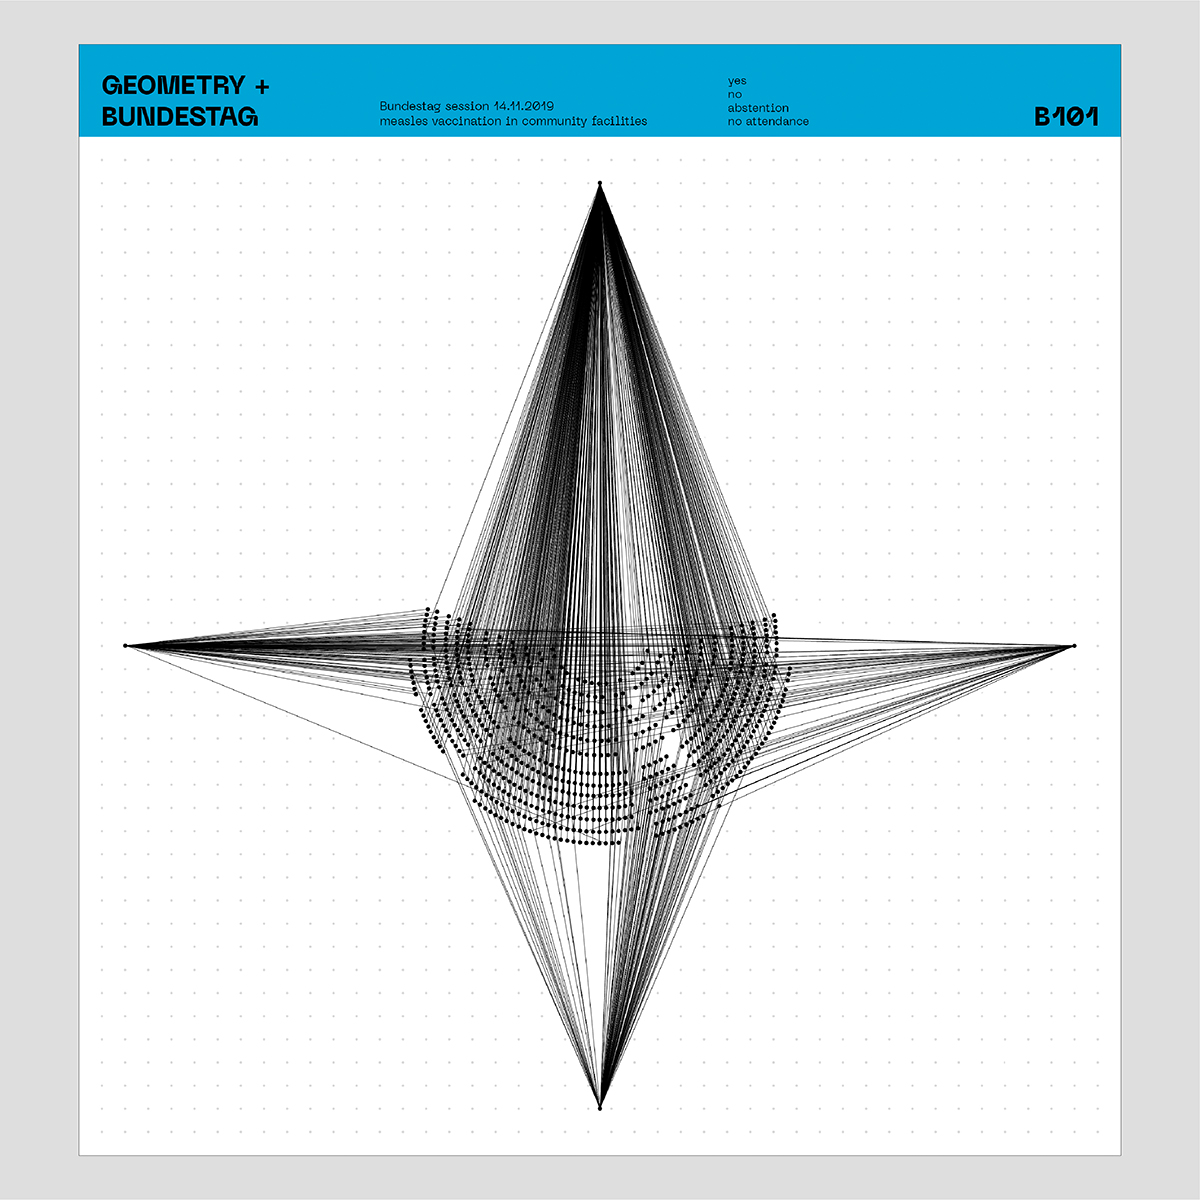 GEOMETRY +
BUNDESTAG
Bundestag session 14.11.2019
measles vaccination in community facilities
yes
no
abstention
no attendance
B101